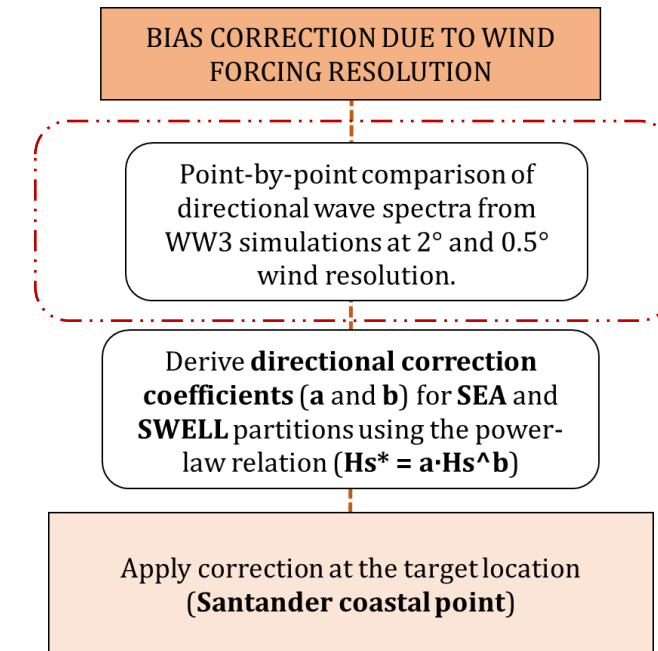 BIAS CORRECTION DUE TO WIND
FORCING RESOLUTION
Point-by-point comparison of
directional wave spectra from
WW3 simulations at 2° and 0.5°
wind resolution.
Derive directional correction
coefficients (a and b) for SEA and
SWELL partitions using the power-
law relation (Hs* = a·Hs^b)
Apply correction at the target location
(Santander coastal point)